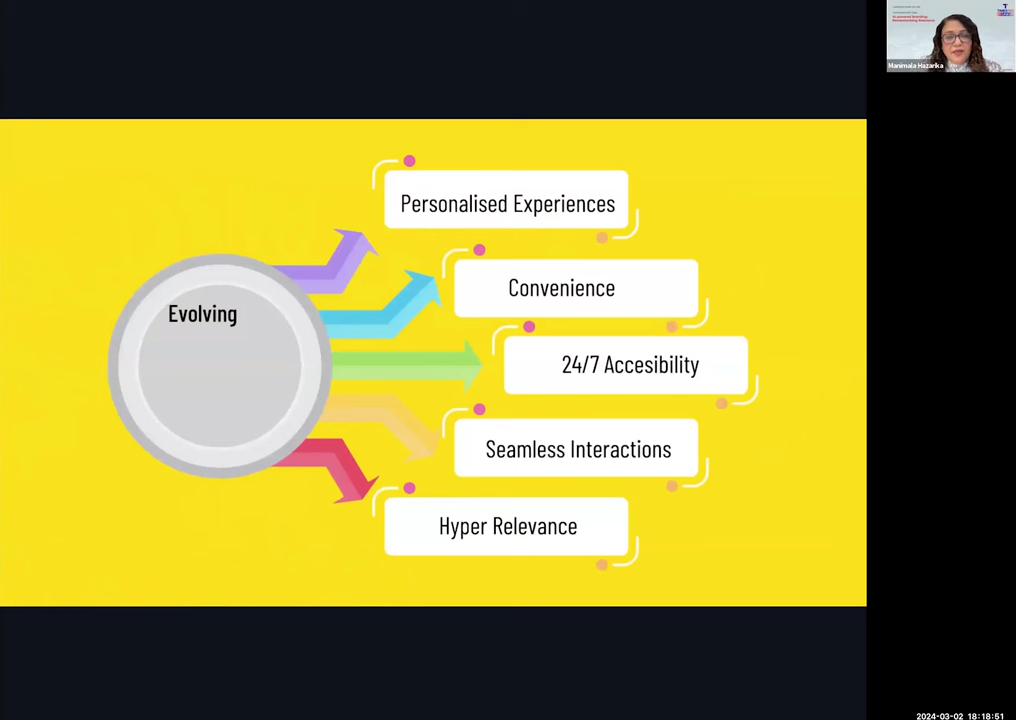 Personalised Experiences
Convenience
Evolving
24/7 Accesibility
Seamless Interactions
Hyper Relevance
Manimala Hazarika
2024-03-02 18:18:51